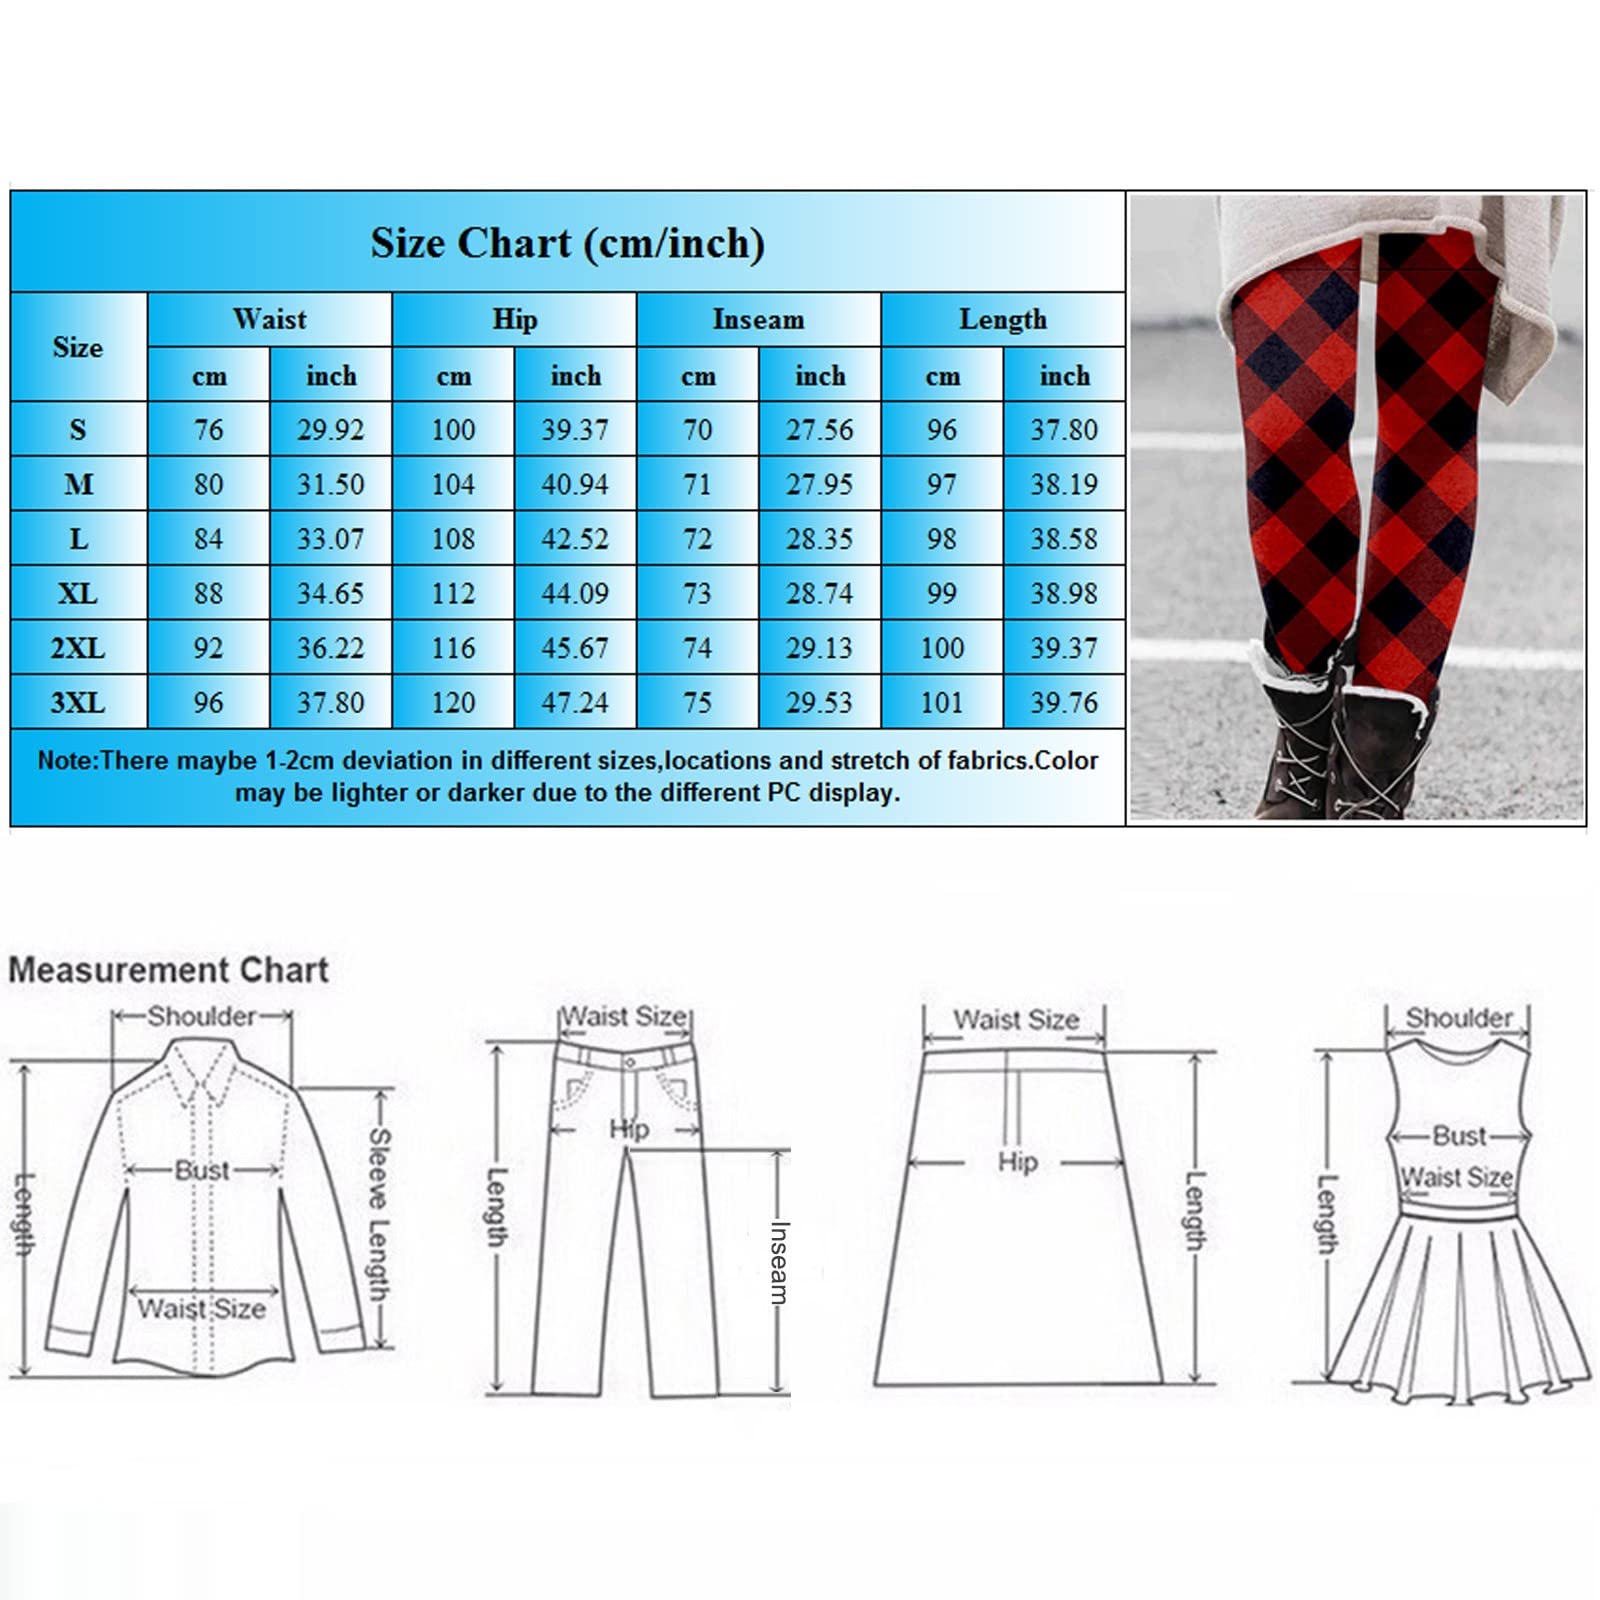 Size Chart (cm/inch)
Size Waist Hip Inseam Length
cm inch cm inch cm inch cm inch
S 76 29.92 100 39.37 70 27.56 96 37.80
M 80 31.50 104 40.94 71 27.95 97 38.19
L 84 33.07 108 42.52 72 28.35 98 38.58
XL 88 34.65 112 44.09 73 28.74 99 38.98
2XL 92 36.22 116 45.67 74 29.13 100 39.37
3XL 96 37.80 120 47.24 75 29.53 101 39.76
Note:There maybe 1-2cm deviation in different sizes,locations and stretch of fabrics.Color
may be lighter or darker due to the different PC display.
Measurement Chart
Shoulder
Bust
Waist Size
Length
Sleeve Length
Waist Size
Hip
Length
Inseam
Waist Size
Hip
Length
Shoulder
Bust
Waist Size
Length